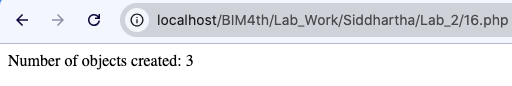 localhost/BIM4th/Lab_Work/Siddhartha/Lab_2/16.php
Number of objects created: 3